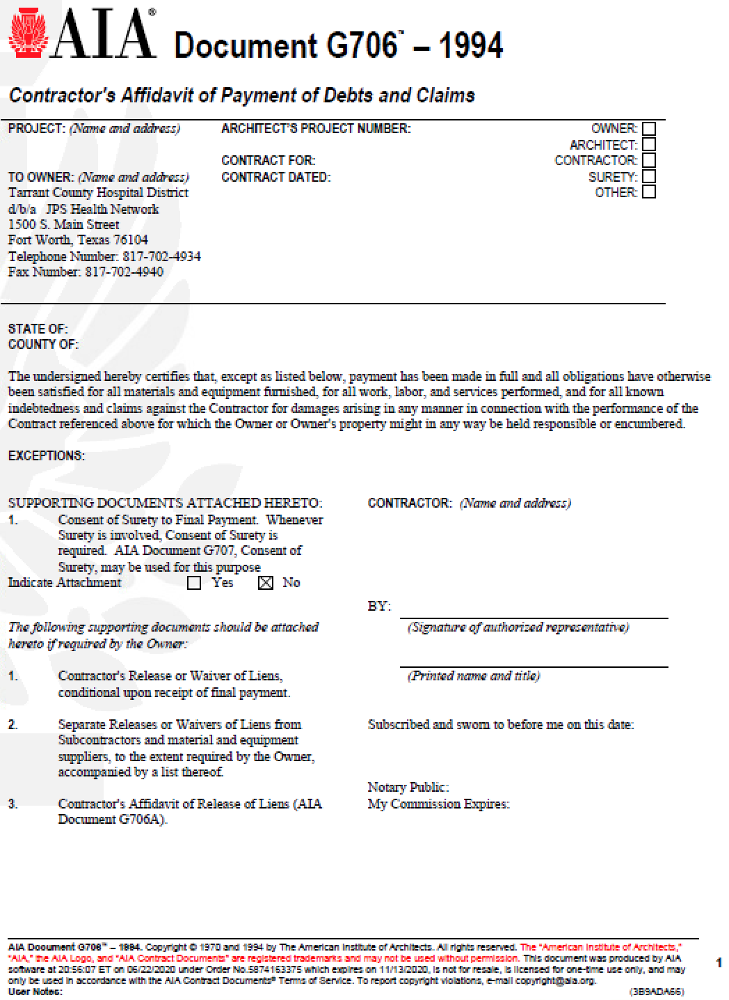 AIA® Document G706™ – 1994
Contractor's Affidavit of Payment of Debts and Claims
PROJECT: (Name and address) ARCHITECT'S PROJECT NUMBER: OWNER:
ARCHITECT:
CONTRACT FOR: CONTRACTOR:
TO OWNER: (Name and address) CONTRACT DATED: SURETY:
Tarrant County Hospital District OTHER:
d/b/a JPS Health Network
1500 S. Main Street
Fort Worth, Texas 76104
Telephone Number: 817-702-4934
Fax Number: 817-702-4940
STATE OF:
COUNTY OF:
The undersigned hereby certifies that, except as listed below, payment has been made in full and all obligations have otherwise
been satisfied for all materials and equipment furnished, for all work, labor, and services performed, and for all known
indebtedness and claims against the Contractor for damages arising in any manner in connection with the performance of the
Contract referenced above for which the Owner or Owner's property might in any way be held responsible or encumbered.
EXCEPTIONS:
SUPPORTING DOCUMENTS ATTACHED HERETO:
1. Consent of Surety to Final Payment. Whenever
Surety is involved, Consent of Surety is
required. AIA Document G707, Consent of
Surety, may be used for this purpose
Indicate Attachment Yes No
The following supporting documents should be attached
hereto if required by the Owner:
1. Contractor's Release or Waiver of Liens,
conditional upon receipt of final payment.
2. Separate Releases or Waivers of Liens from
Subcontractors and material and equipment
suppliers, to the extent required by the Owner,
accompanied by a list thereof.
3. Contractor's Affidavit of Release of Liens (AIA
Document G706A).
CONTRACTOR: (Name and address)
BY:
(Signature of authorized representative)
(Printed name and title)
Subscribed and sworn to before me on this date:
Notary Public:
My Commission Expires:
AIA Document G706™ – 1994. Copyright © 1970 and 1994 by The American Institute of Architects. All rights reserved. The "American Institute of Architects,"
"AIA," the AIA Logo, and "AIA Contract Documents" are registered trademarks and may not be used without permission. This document was produced by AIA
software at 20:56:07 ET on 06/22/2020 under Order No.5874163375 which expires on 11/13/2020, is not for resale, is licensed for one-time use only, and may
only be used in accordance with the AIA Contract Documents® Terms of Service. To report copyright violations, e-mail copyright@aia.org.
User Notes: (3B9ADA66)
1